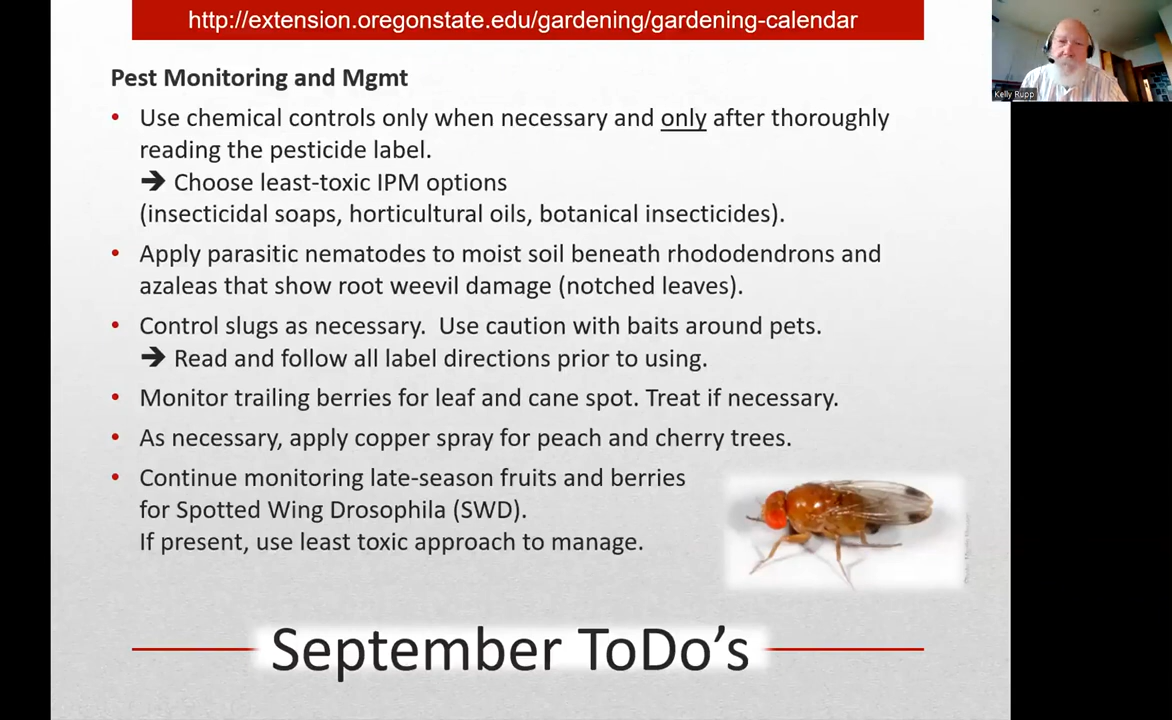 http://extension.oregonstate.edu/gardening/gardening-calendar
Kelly Rupp
Pest Monitoring and Mgmt
• Use chemical controls only when necessary and only after thoroughly
reading the pesticide label.
➔ Choose least-toxic IPM options
(insecticidal soaps, horticultural oils, botanical insecticides).
• Apply parasitic nematodes to moist soil beneath rhododendrons and
azaleas that show root weevil damage (notched leaves).
• Control slugs as necessary.  Use caution with baits around pets.
➔ Read and follow all label directions prior to using.
• Monitor trailing berries for leaf and cane spot. Treat if necessary.
• As necessary, apply copper spray for peach and cherry trees.
• Continue monitoring late-season fruits and berries
for Spotted Wing Drosophila (SWD).
If present, use least toxic approach to manage.
September ToDo’s